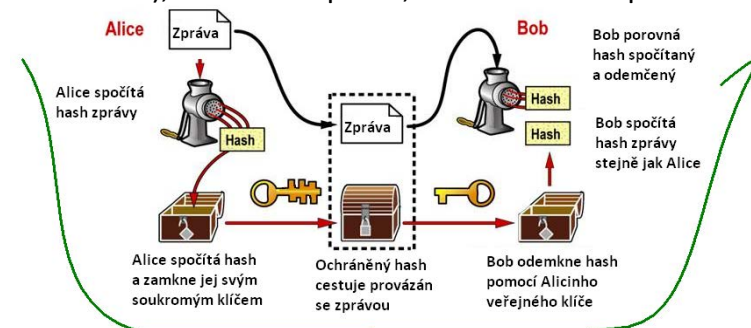 Alice
Zpráva
Bob
Bob porovná
hash spočítaný
a odemčený
Alice spočítá
hash zprávy
Hash
Zpráva
Hash
Hash
Bob spočítá
hash zprávy
stejně jak Alice
Alice spočítá hash
a zamkne jej svým
soukromým klíčem
Ochráněný hash
cestuje provázán
se zprávou
Bob odemkne hash
pomocí Alicinho
veřejného klíče